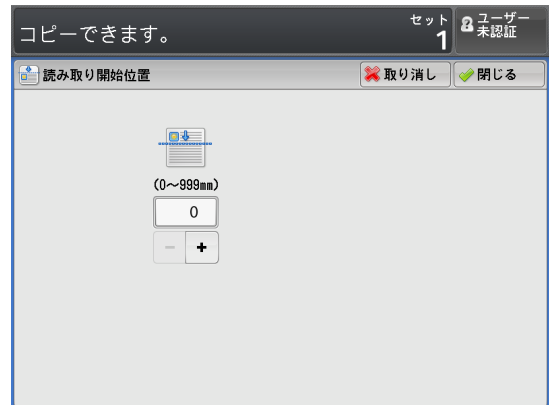 コピーできます。
セット
1
ユーザー
未認証
読み取り開始位置
取り消し
閉じる
(0～999mm)
0
－
+